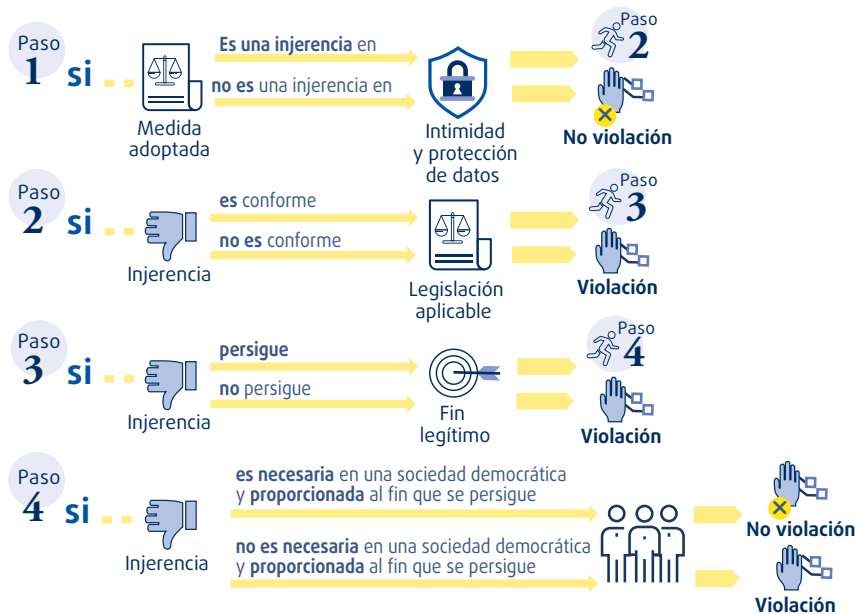 Paso
1
si
Medida
adoptada
Es una injerencia en
no es una injerencia en
Intimidad
y protección
de datos
Paso
2
No violación
Paso
2
si
Injerencia
es conforme
no es conforme
Legislación
aplicable
Paso
3
Violación
Paso
3
si
Injerencia
persigue
no persigue
Fin
legítimo
Paso
4
Violación
Paso
4
si
Injerencia
es necesaria en una sociedad democrática
y proporcionada al fin que se persigue
no es necesaria en una sociedad democrática
y proporcionada al fin que se persigue
No violación
Violación